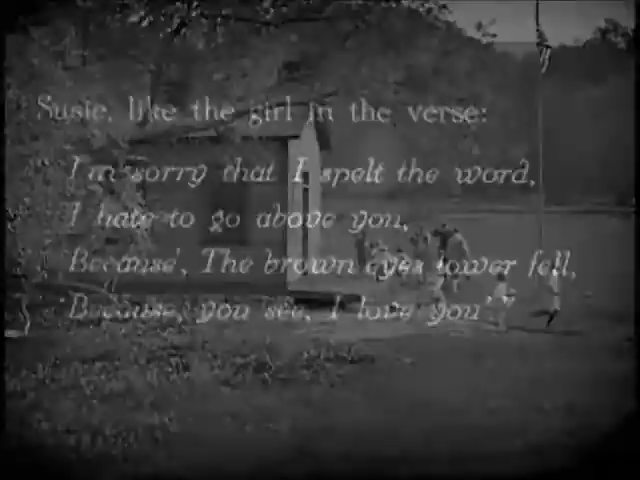 Susie, like the girl in the verse:
'I'm sorry that I spelt the word,
I hate to go above you,
Because', The brown eyes lower fell,
'Because, you see, I love you'